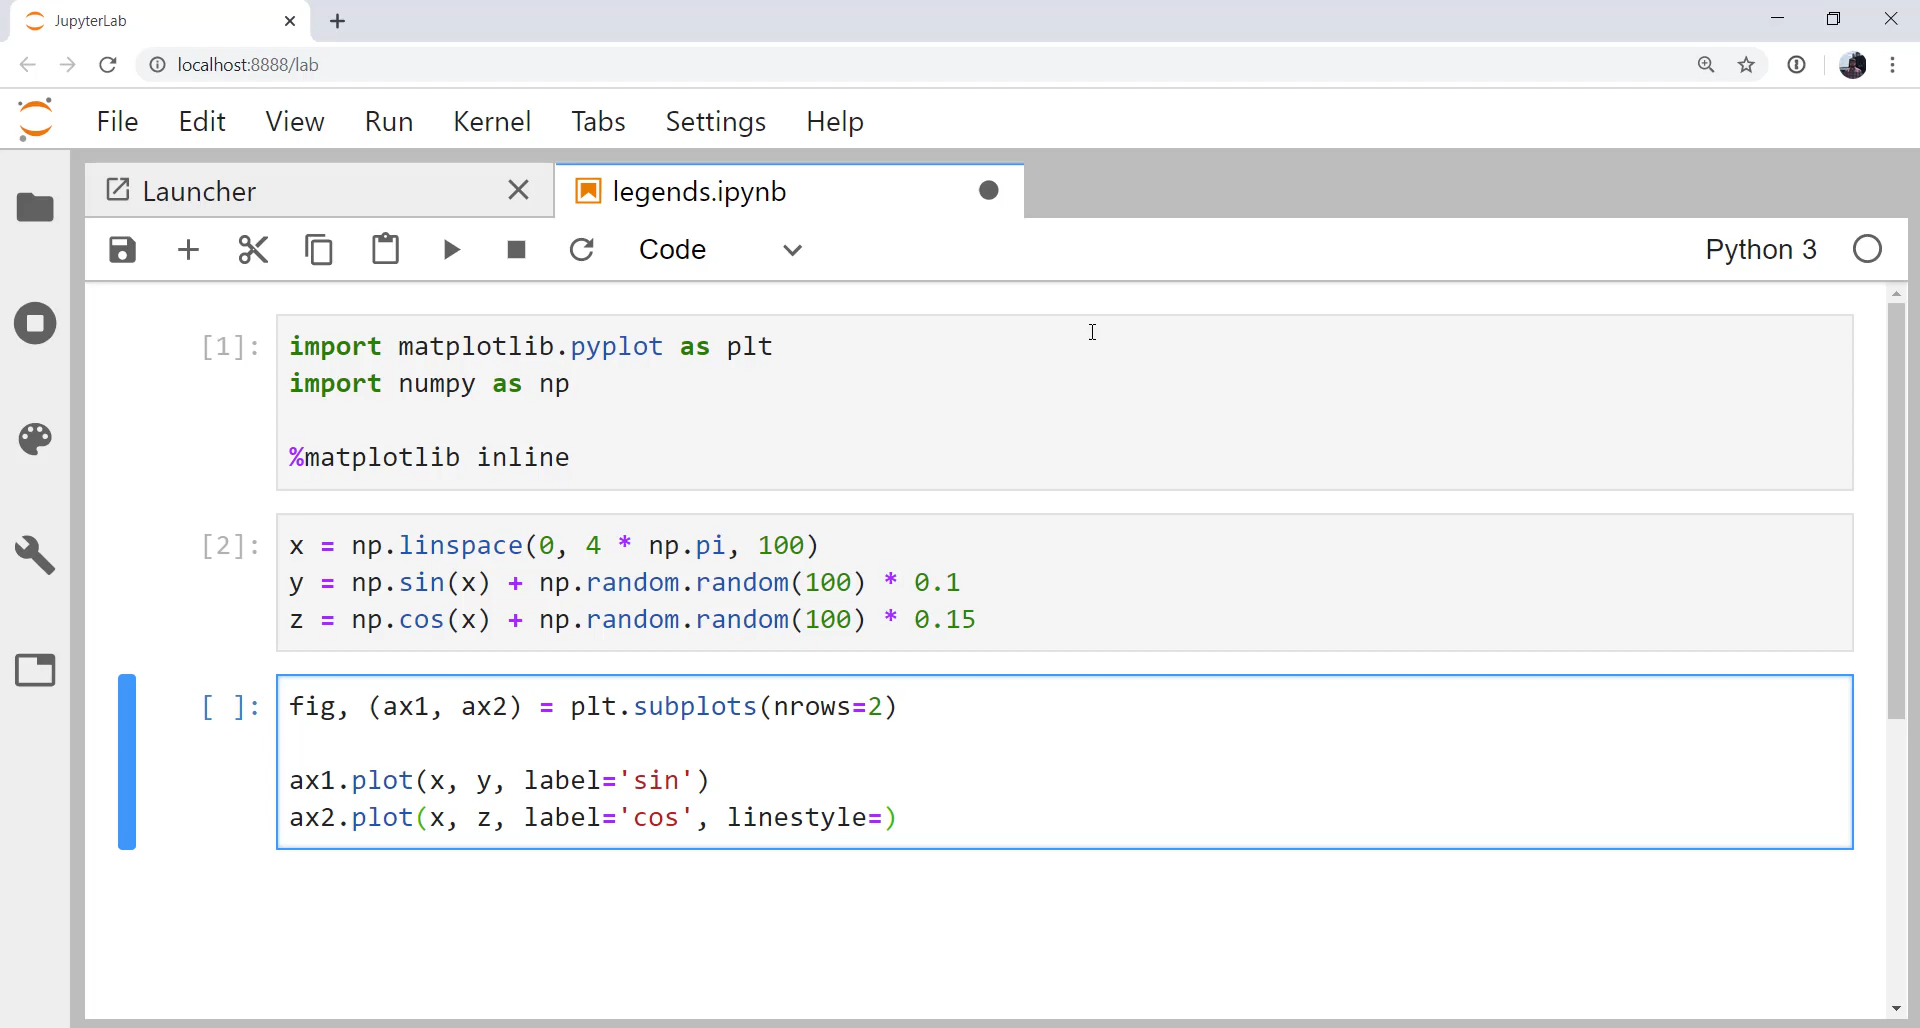 JupyterLab
localhost:8888/lab
File Edit View Run Kernel Tabs Settings Help
Launcher legends.ipynb
Code Python 3
[1]: import matplotlib.pyplot as plt
import numpy as np
%matplotlib inline
[2]: x = np.linspace(0, 4 * np.pi, 100)
y = np.sin(x) + np.random.random(100) * 0.1
z = np.cos(x) + np.random.random(100) * 0.15
[ ]: fig, (ax1, ax2) = plt.subplots(nrows=2)
ax1.plot(x, y, label='sin')
ax2.plot(x, z, label='cos', linestyle=)